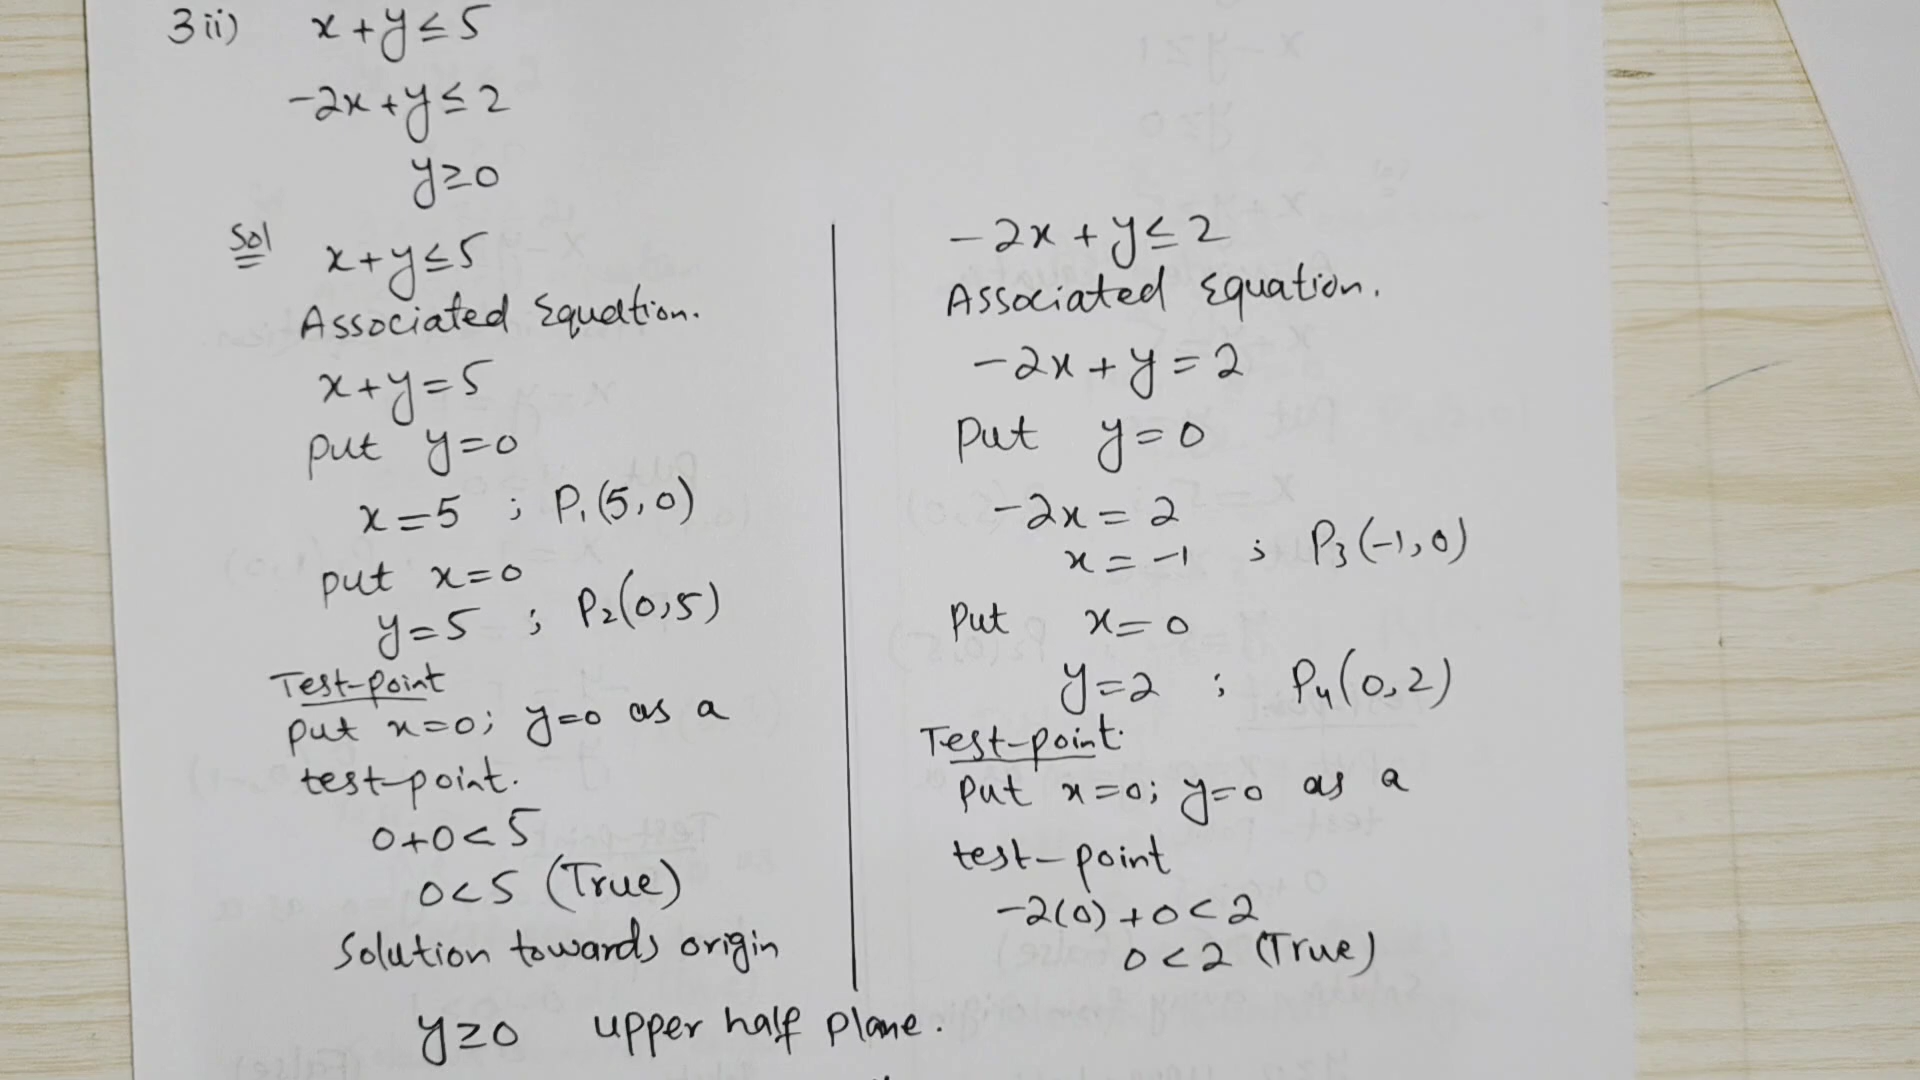 3 ii) x + y ≤ 5
-2x + y ≤ 2
y ≥ 0
Sol x + y ≤ 5
Associated Equation.
x + y = 5
put y = 0
x = 5 ; P₁(5, 0)
put x = 0
y = 5 ; P₂(0, 5)
Test-point
put x = 0; y = 0 as a
test-point.
0 + 0 < 5
0 < 5 (True)
Solution towards origin
-2x + y ≤ 2
Associated Equation.
-2x + y = 2
Put y = 0
-2x = 2
x = -1 ; P₃(-1, 0)
Put x = 0
y = 2 ; P₄(0, 2)
Test-point.
Put x = 0; y = 0 as a
test-point
-2(0) + 0 < 2
0 < 2 (True)
y ≥ 0 upper half plane.